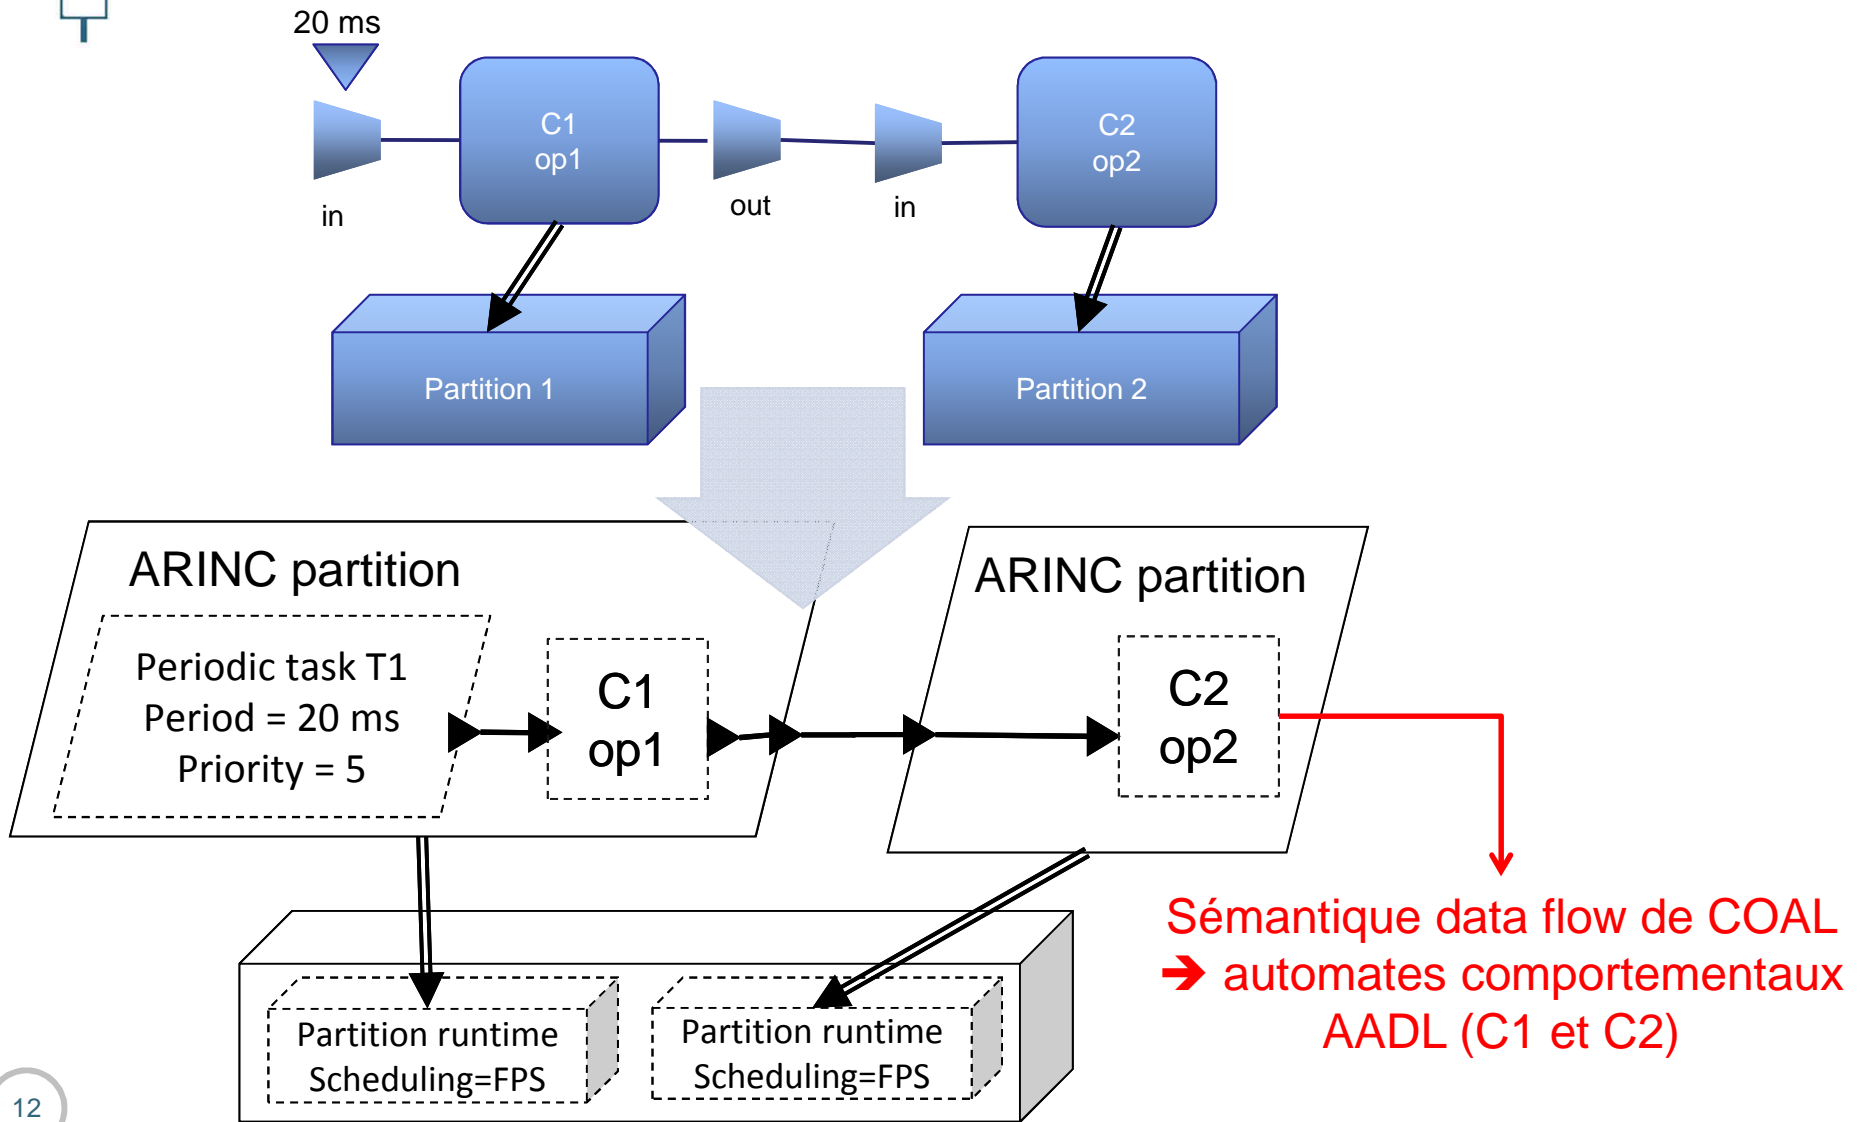 20 ms
C1
op1
C2
op2
in
out
in
Partition 1
Partition 2
ARINC partition
ARINC partition
Periodic task T1
Period = 20 ms
Priority = 5
C1
op1
C2
op2
Sémantique data flow de COAL
➔ automates comportementaux
AADL (C1 et C2)
Partition runtime
Scheduling=FPS
Partition runtime
Scheduling=FPS
12